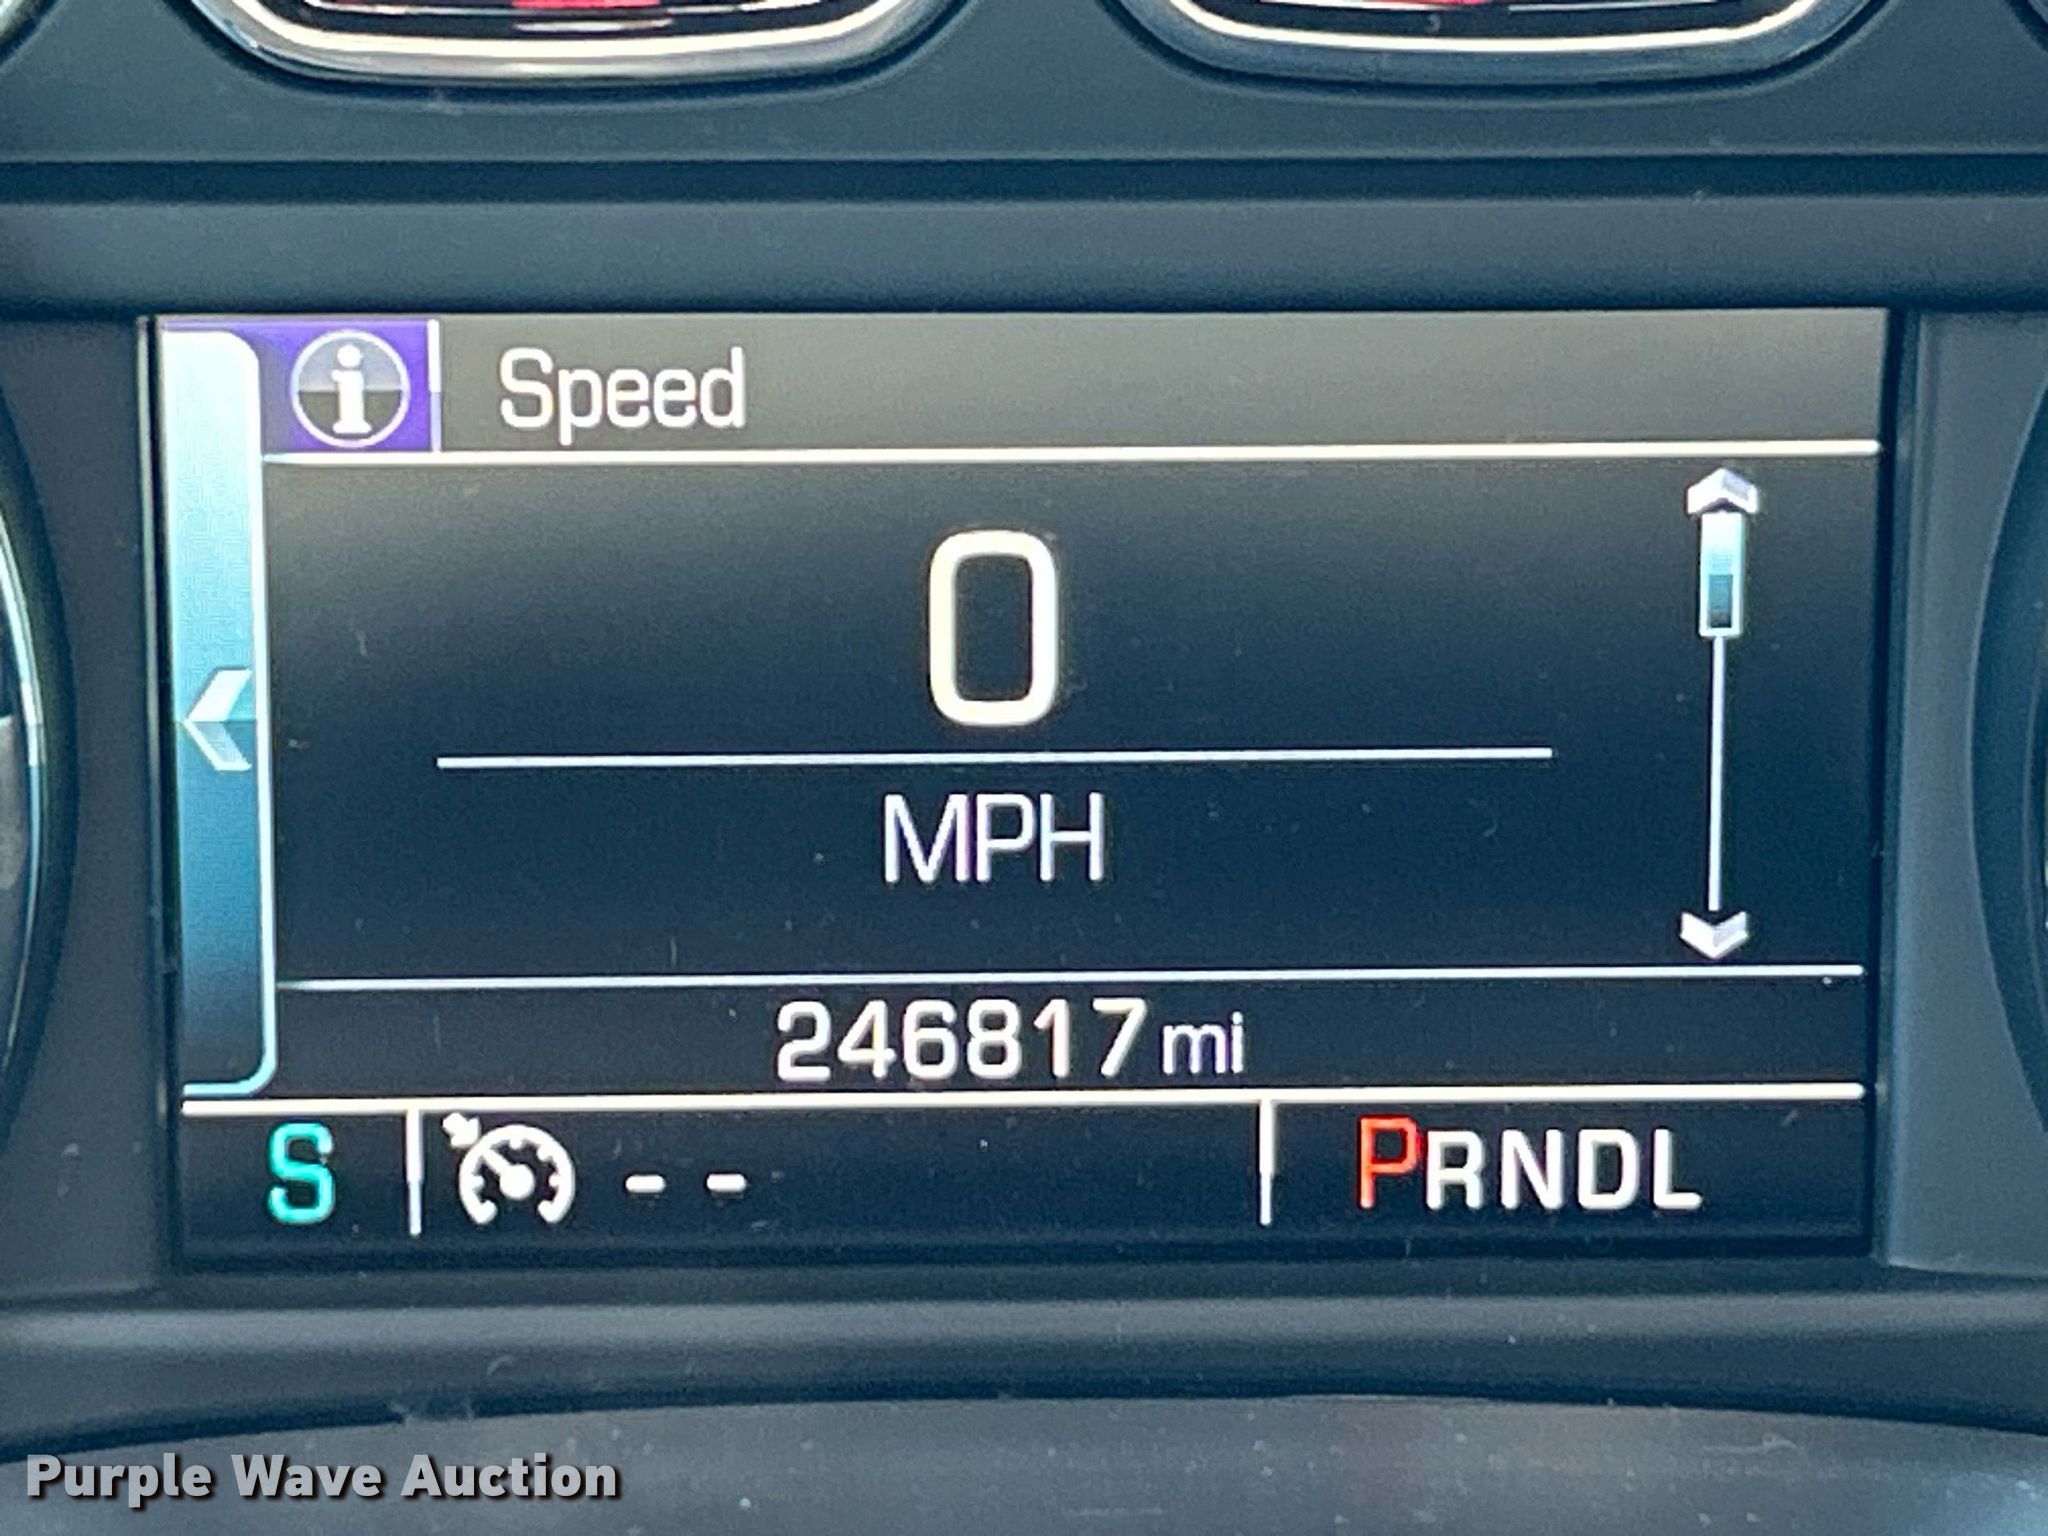 i Speed
0
MPH
246817 mi
S -- PRNDL
Purple Wave Auction